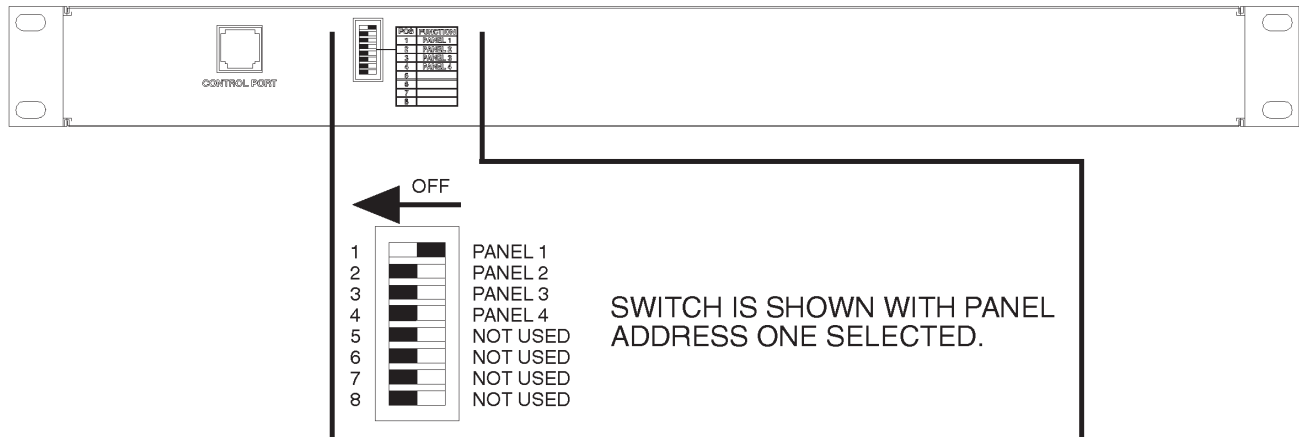 CONTROL PORT
POS FUNCTION
1 PANEL 1
2 PANEL 2
3 PANEL 3
4 PANEL 4
5
6
7
8
OFF
1 PANEL 1
2 PANEL 2
3 PANEL 3
4 PANEL 4
5 NOT USED
6 NOT USED
7 NOT USED
8 NOT USED
SWITCH IS SHOWN WITH PANEL
ADDRESS ONE SELECTED.